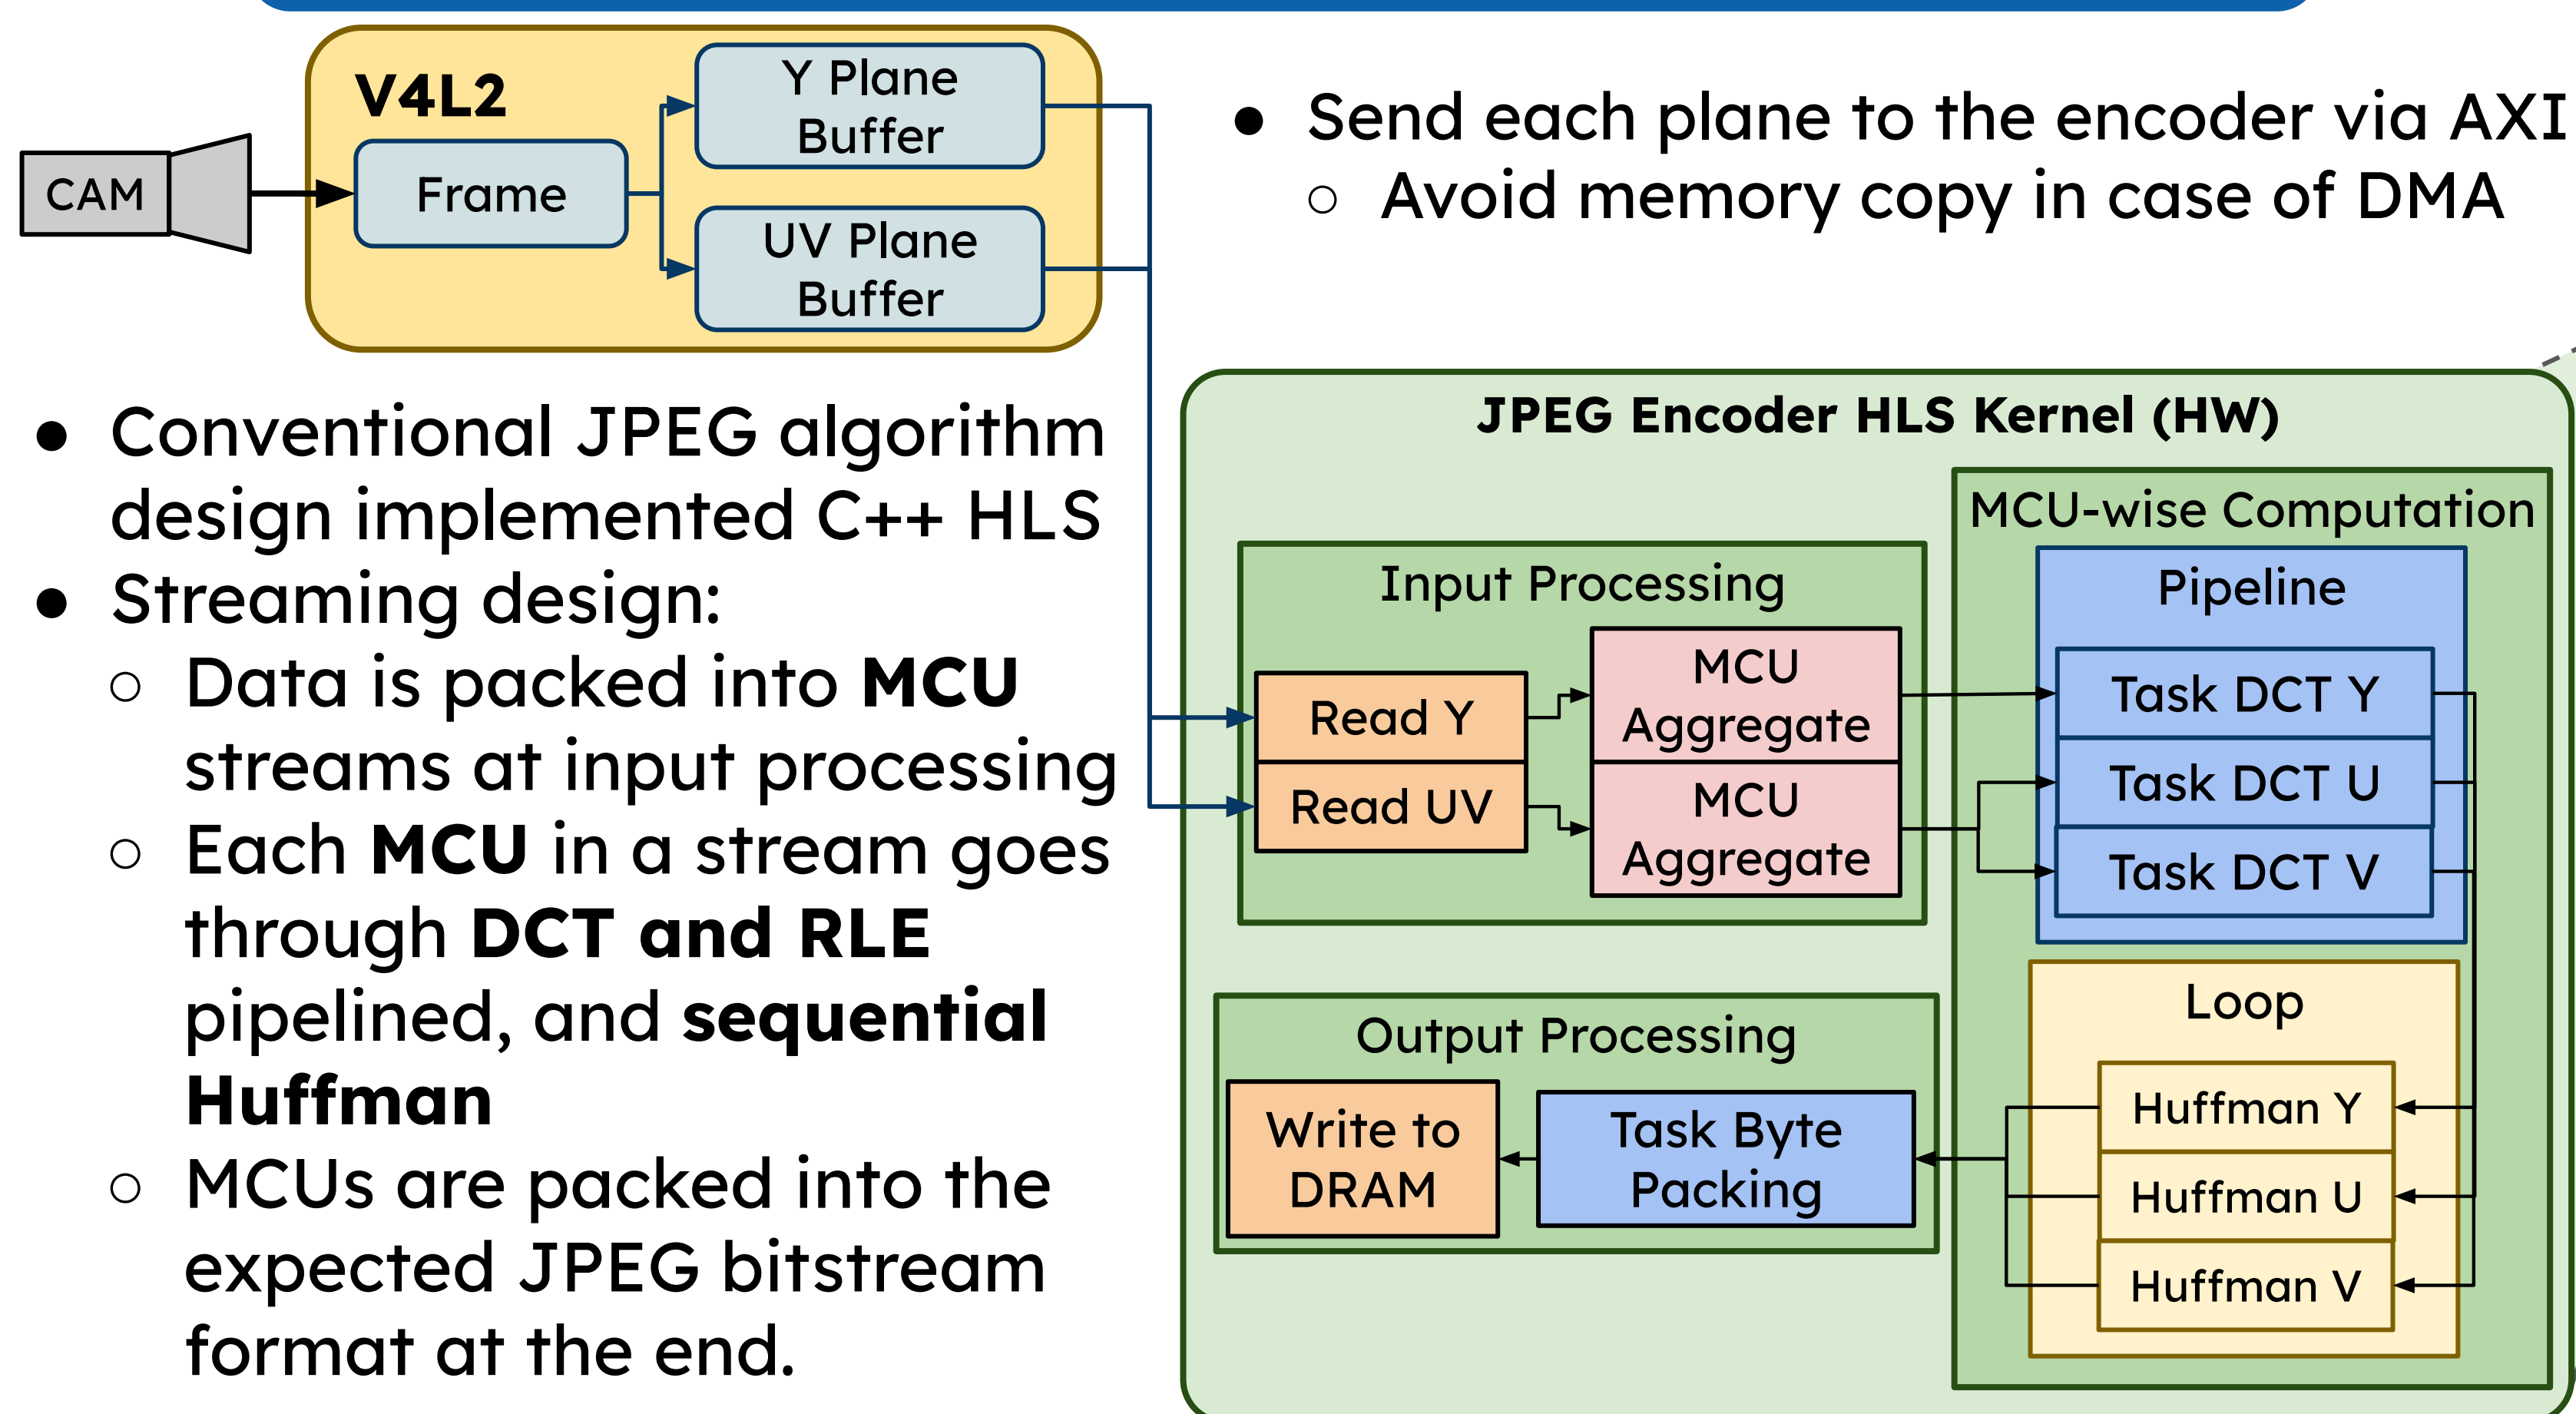 V4L2
CAM
Frame
Y Plane
Buffer
UV Plane
Buffer
● Send each plane to the encoder via AXI
○ Avoid memory copy in case of DMA
● Conventional JPEG algorithm
design implemented C++ HLS
● Streaming design:
○ Data is packed into MCU
streams at input processing
○ Each MCU in a stream goes
through DCT and RLE
pipelined, and sequential
Huffman
○ MCUs are packed into the
expected JPEG bitstream
format at the end.
JPEG Encoder HLS Kernel (HW)
Input Processing
Read Y
Read UV
MCU
Aggregate
MCU
Aggregate
MCU-wise Computation
Pipeline
Task DCT Y
Task DCT U
Task DCT V
Loop
Huffman Y
Huffman U
Huffman V
Output Processing
Write to
DRAM
Task Byte
Packing